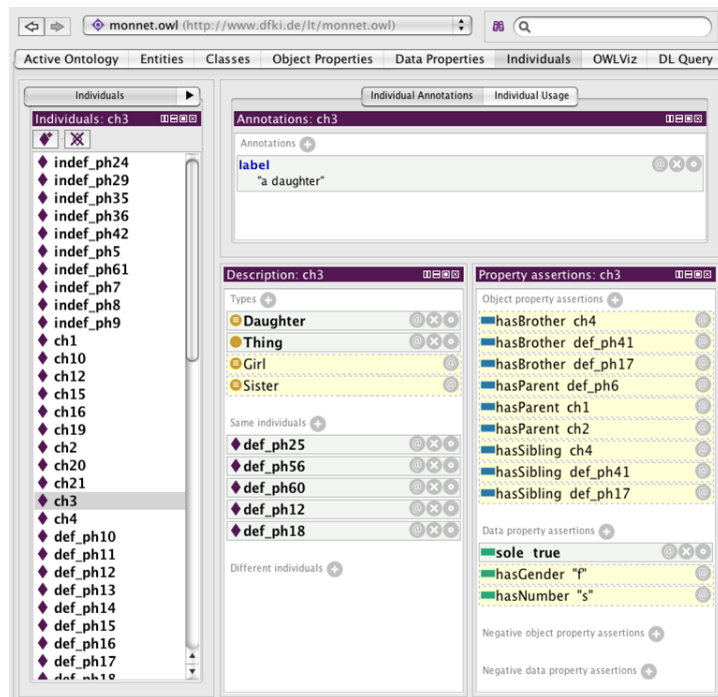 monnet.owl (http://www.dfki.de/lt/monnet.owl)
Active Ontology Entities Classes Object Properties Data Properties Individuals OWLViz DL Query
Individuals
Individuals: ch3
indef_ph24
indef_ph29
indef_ph35
indef_ph36
indef_ph42
indef_ph5
indef_ph61
indef_ph7
indef_ph8
indef_ph9
ch1
ch10
ch12
ch15
ch16
ch19
ch2
ch20
ch21
ch3
ch4
def_ph10
def_ph11
def_ph12
def_ph13
def_ph14
def_ph15
def_ph16
def_ph17
def_ph18
Individual Annotations Individual Usage
Annotations: ch3
Annotations
label
"a daughter"
Description: ch3
Types
Daughter
Thing
Girl
Sister
Same individuals
def_ph25
def_ph56
def_ph60
def_ph12
def_ph18
Different individuals
Property assertions: ch3
Object property assertions
hasBrother ch4
hasBrother def_ph41
hasBrother def_ph17
hasParent def_ph6
hasParent ch1
hasParent ch2
hasSibling ch4
hasSibling def_ph41
hasSibling def_ph17
Data property assertions
sole true
hasGender "f"
hasNumber "s"
Negative object property assertions
Negative data property assertions